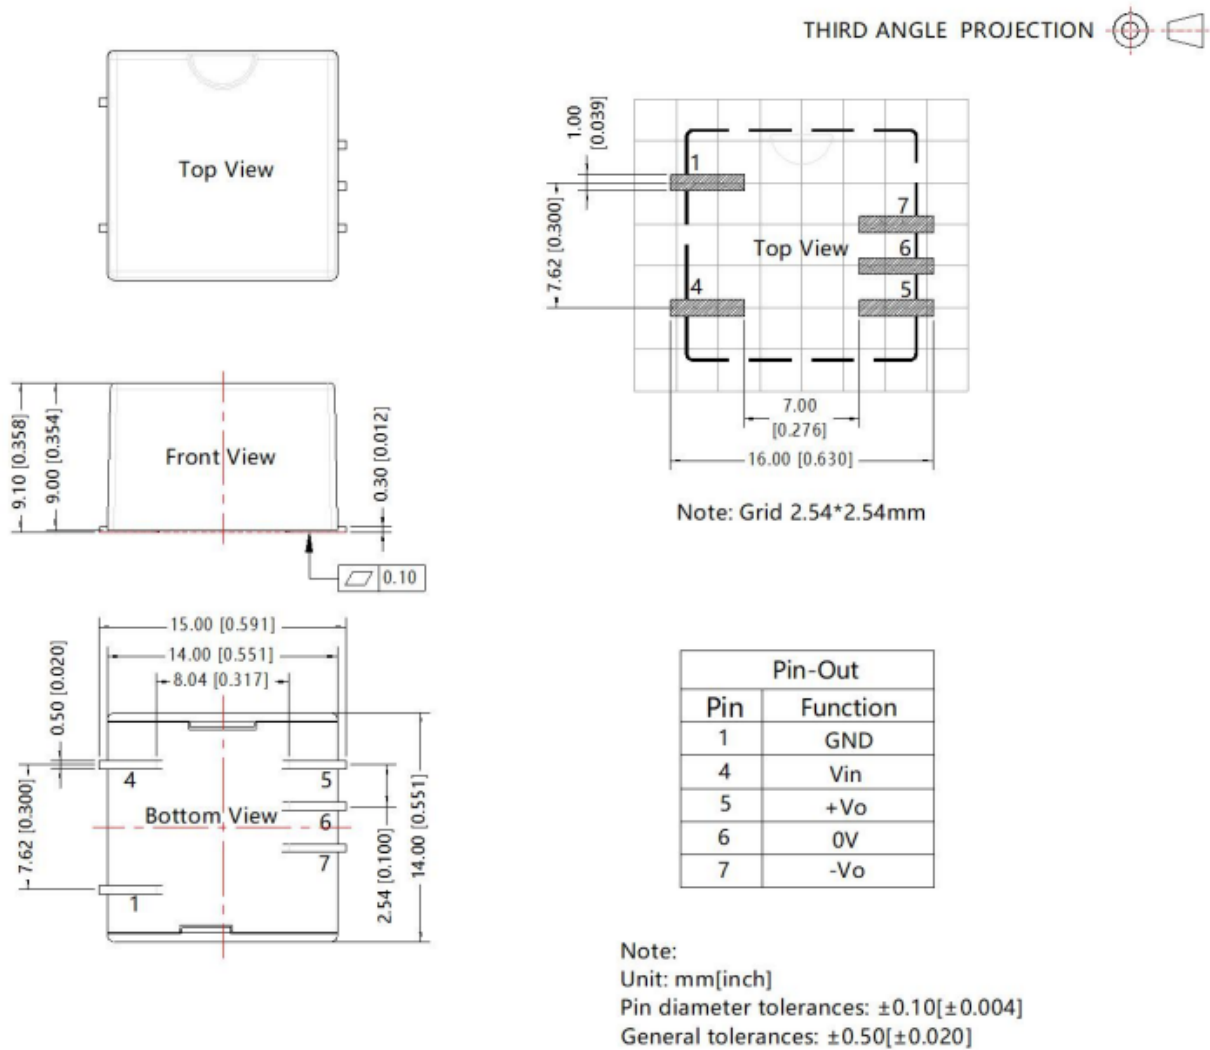 THIRD ANGLE PROJECTION
Top View
1.00
[0.039]
7.62 [0.300]
1
7
Top View
6
4
5
7.00
[0.276]
16.00 [0.630]
Note: Grid 2.54*2.54mm
9.10 [0.358]
9.00 [0.354]
Front View
0.30 [0.012]
0.10
15.00 [0.591]
14.00 [0.551]
8.04 [0.317]
0.50 [0.020]
4
5
Bottom View
6
7
1
7.62 [0.300]
2.54 [0.100]
14.00 [0.551]
Pin-Out
Pin Function
1 GND
4 Vin
5 +Vo
6 0V
7 -Vo
Note:
Unit: mm[inch]
Pin diameter tolerances: ±0.10[±0.004]
General tolerances: ±0.50[±0.020]